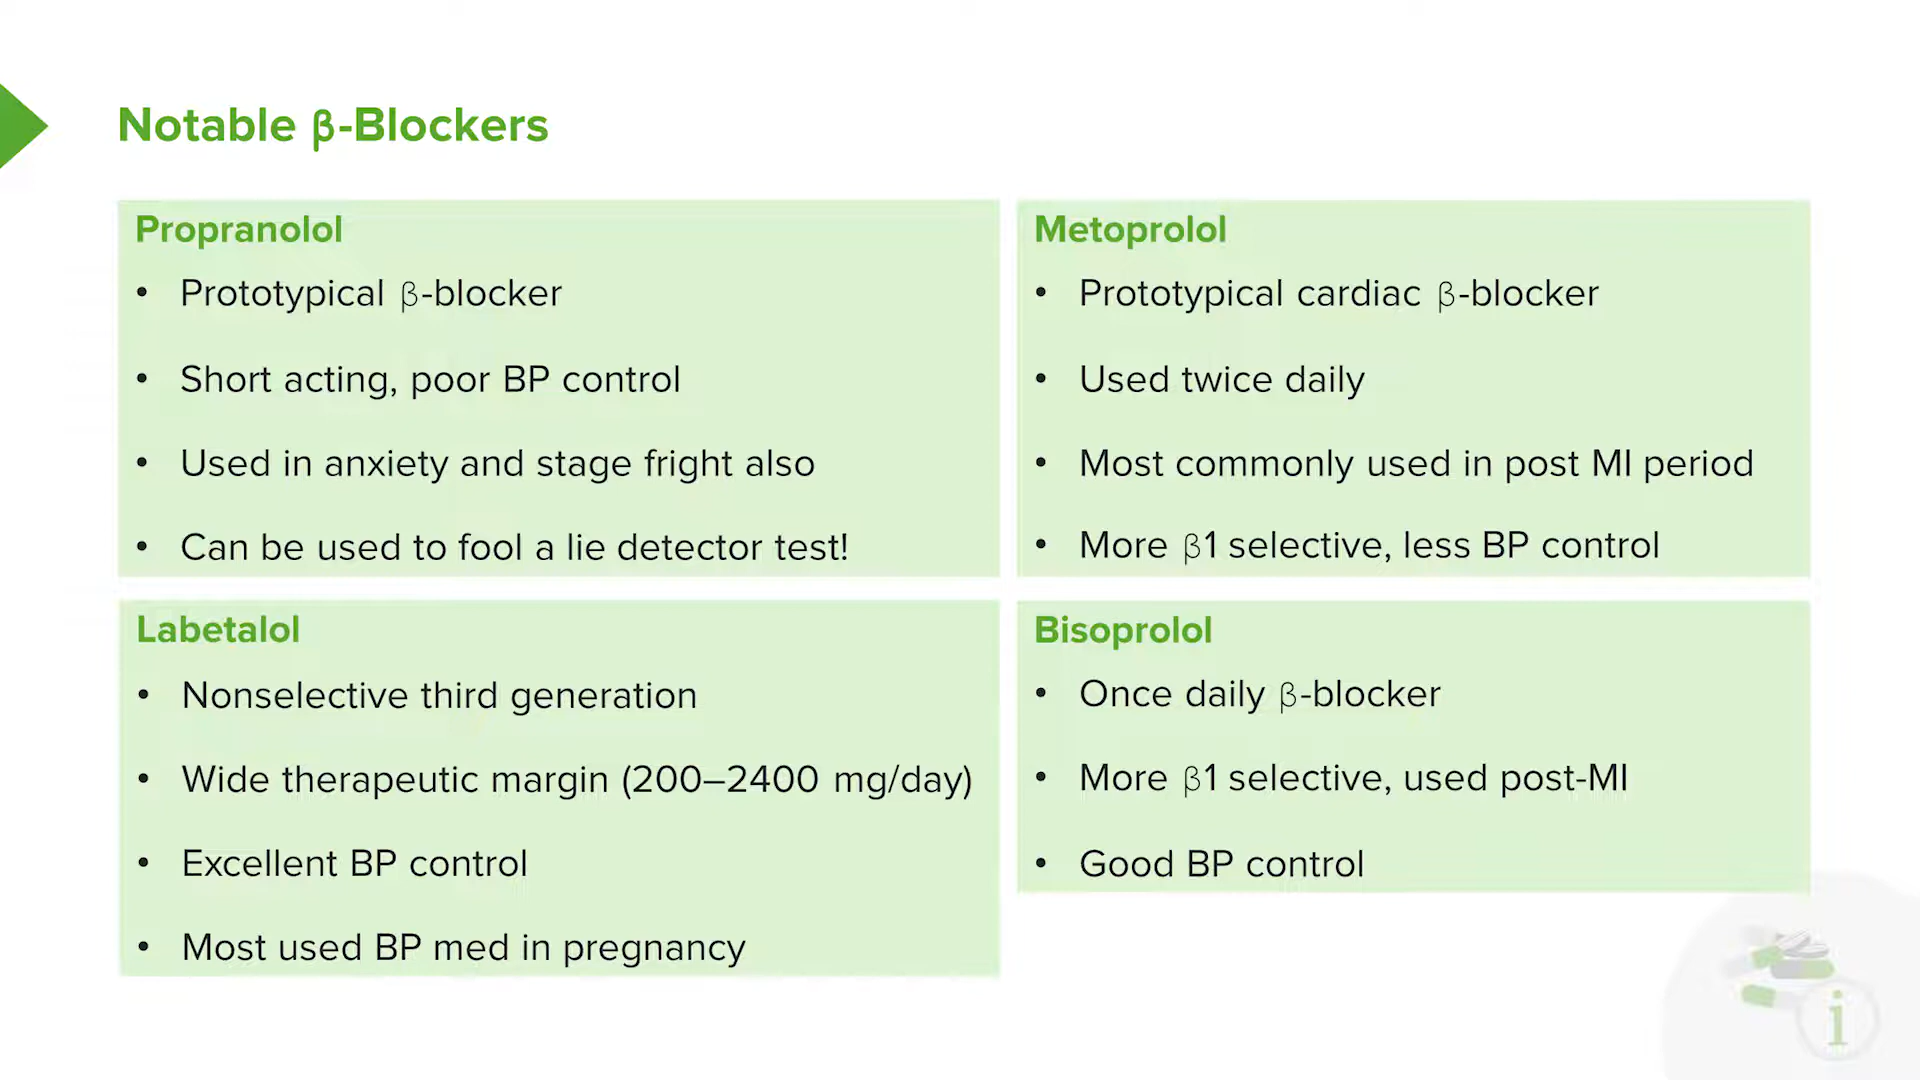 Notable β-Blockers
Propranolol
• Prototypical β-blocker
• Short acting, poor BP control
• Used in anxiety and stage fright also
• Can be used to fool a lie detector test!
Metoprolol
• Prototypical cardiac β-blocker
• Used twice daily
• Most commonly used in post MI period
• More β1 selective, less BP control
Labetalol
• Nonselective third generation
• Wide therapeutic margin (200–2400 mg/day)
• Excellent BP control
• Most used BP med in pregnancy
Bisoprolol
• Once daily β-blocker
• More β1 selective, used post-MI
• Good BP control
i